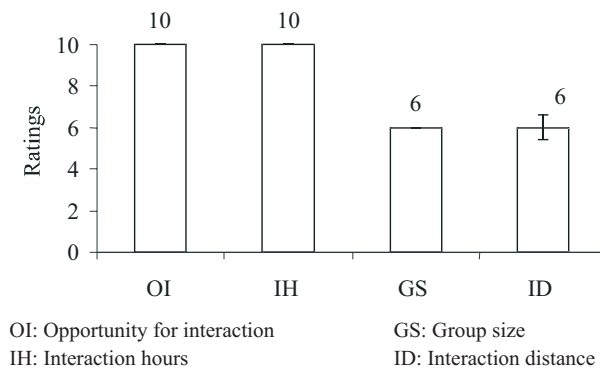 10 10
10
8
6 6
6
4
2
0
Ratings
OI IH GS ID
OI: Opportunity for interaction GS: Group size
IH: Interaction hours ID: Interaction distance